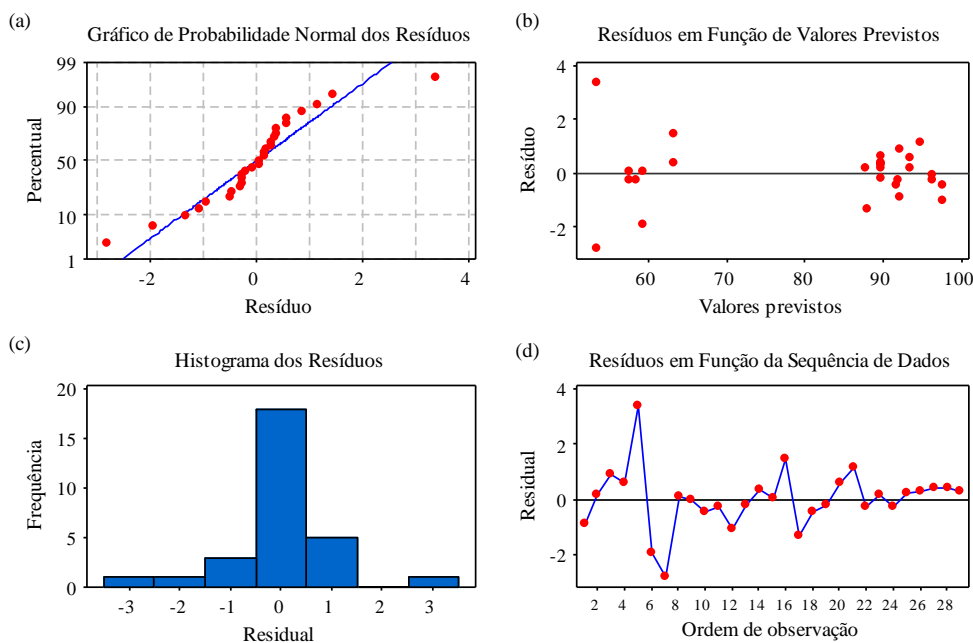 (a)
Gráfico de Probabilidade Normal dos Resíduos
99
90
50
10
1
Percentual
-2 0 2 4
Resíduo
(b)
Resíduos em Função de Valores Previstos
4
2
0
-2
Resíduo
60 70 80 90 100
Valores previstos
(c)
Histograma dos Resíduos
20
15
10
5
0
Frequência
-3 -2 -1 0 1 2 3
Residual
(d)
Resíduos em Função da Sequência de Dados
4
2
0
-2
Residual
2 4 6 8 10 12 14 16 18 20 22 24 26 28
Ordem de observação